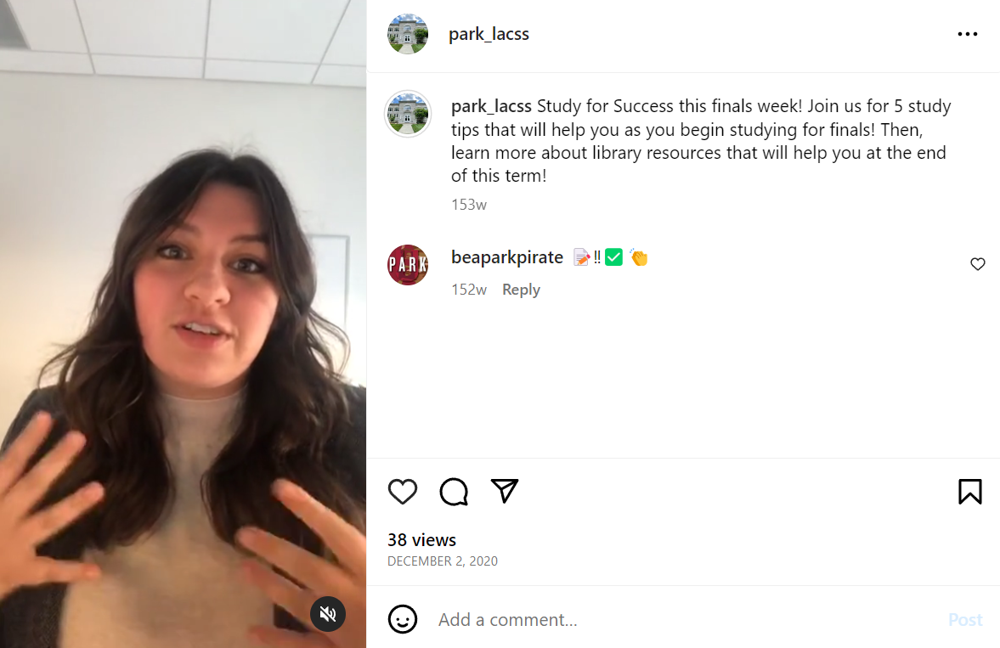 park_lacss
park_lacss Study for Success this finals week! Join us for 5 study
tips that will help you as you begin studying for finals! Then,
learn more about library resources that will help you at the end
of this term!
153w
PARK
beaparkpirate 📝‼️✅👏
152w Reply
38 views
DECEMBER 2, 2020
Add a comment...
Post